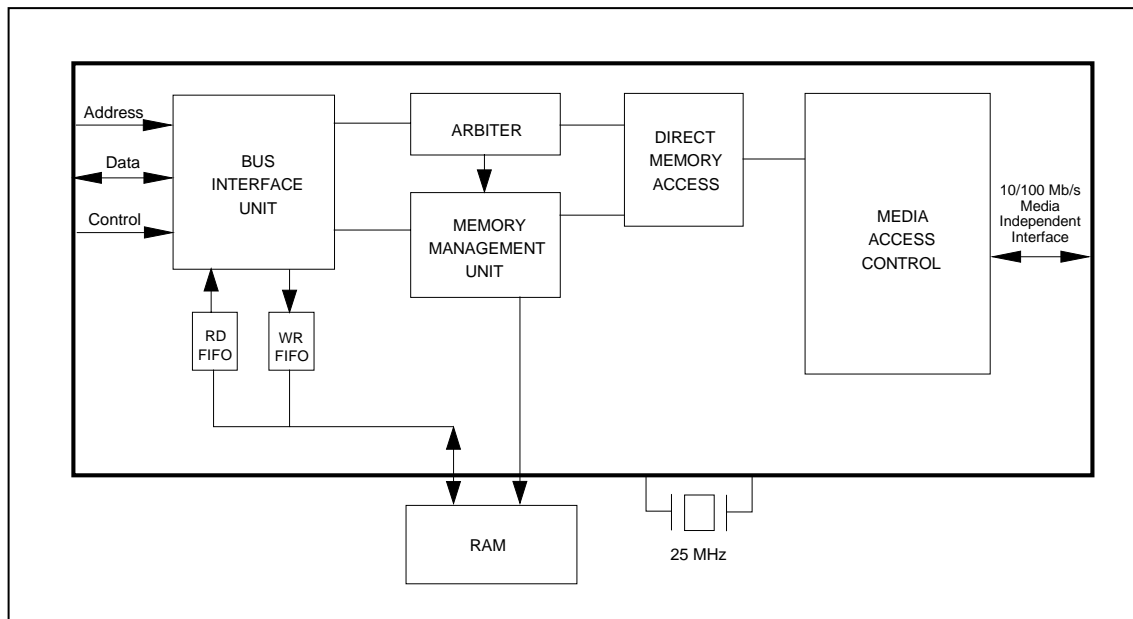 Address
Data
Control
BUS
INTERFACE
UNIT
RD
FIFO
WR
FIFO
ARBITER
MEMORY
MANAGEMENT
UNIT
DIRECT
MEMORY
ACCESS
MEDIA
ACCESS
CONTROL
10/100 Mb/s
Media
Independent
Interface
RAM
25 MHz